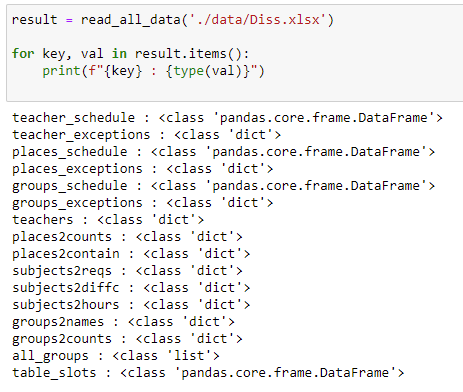 result = read_all_data('./data/Diss.xlsx')
for key, val in result.items():
    print(f"{key} : {type(val)}")
teacher_schedule : <class 'pandas.core.frame.DataFrame'>
teacher_exceptions : <class 'dict'>
places_schedule : <class 'pandas.core.frame.DataFrame'>
places_exceptions : <class 'dict'>
groups_schedule : <class 'pandas.core.frame.DataFrame'>
groups_exceptions : <class 'dict'>
teachers : <class 'dict'>
places2counts : <class 'dict'>
places2contain : <class 'dict'>
subjects2reqs : <class 'dict'>
subjects2diffc : <class 'dict'>
subjects2hours : <class 'dict'>
groups2names : <class 'dict'>
groups2counts : <class 'dict'>
all_groups : <class 'list'>
table_slots : <class 'pandas.core.frame.DataFrame'>